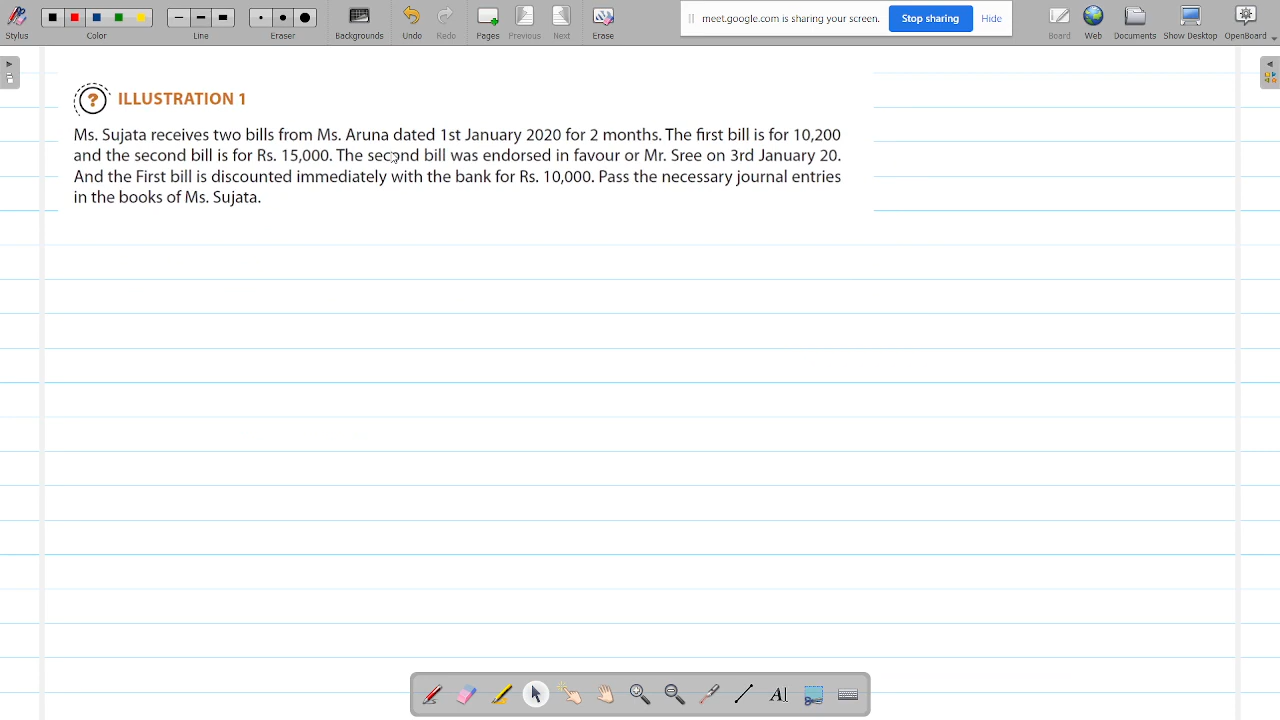 Stylus
Color
Line
Eraser
Backgrounds
Undo
Redo
Pages
Previous
Next
Erase
meet.google.com is sharing your screen.
Stop sharing
Hide
Board
Web
Documents
Show Desktop
OpenBoard
? ILLUSTRATION 1
Ms. Sujata receives two bills from Ms. Aruna dated 1st January 2020 for 2 months. The first bill is for 10,200
and the second bill is for Rs. 15,000. The second bill was endorsed in favour or Mr. Sree on 3rd January 20.
And the First bill is discounted immediately with the bank for Rs. 10,000. Pass the necessary journal entries
in the books of Ms. Sujata.
AI